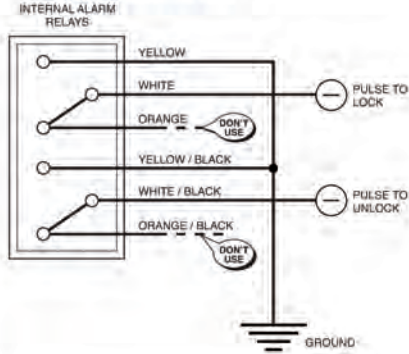 INTERNAL ALARM
RELAYS
YELLOW
WHITE
PULSE TO
LOCK
ORANGE
DON'T
USE
YELLOW / BLACK
WHITE / BLACK
PULSE TO
UNLOCK
ORANGE / BLACK
DON'T
USE
GROUND